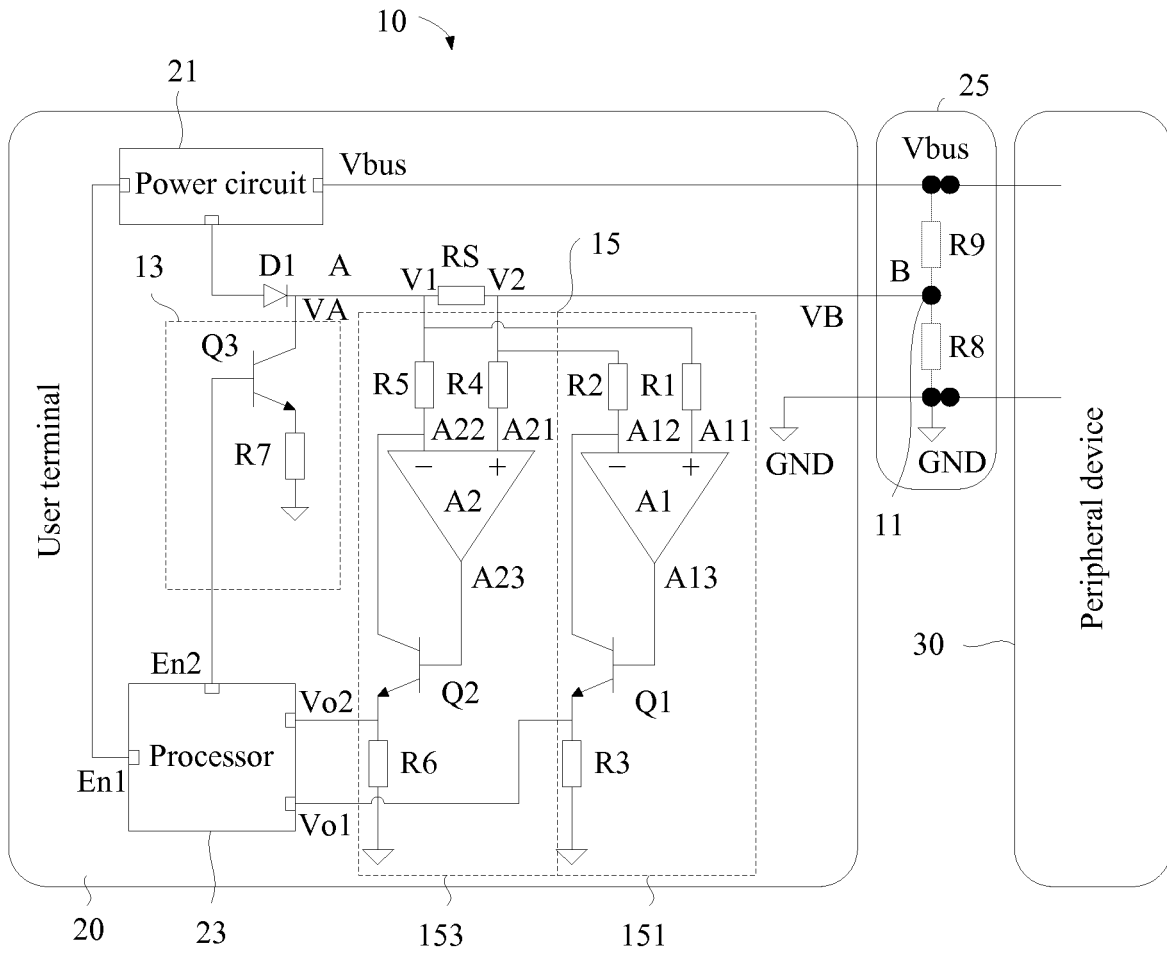 10
21
25
Vbus
Vbus
Power circuit
15
R9
13
D1
A
RS
V1
V2
B
VA
VB
Q3
R8
R5
R4
R2
R1
A22
A21
A12
A11
R7
− +
− +
GND
GND
A2
A1
11
User terminal
A23
A13
Peripheral device
30
En2
Q2
Q1
Vo2
Processor
R6
R3
En1
Vo1
20
23
153
151